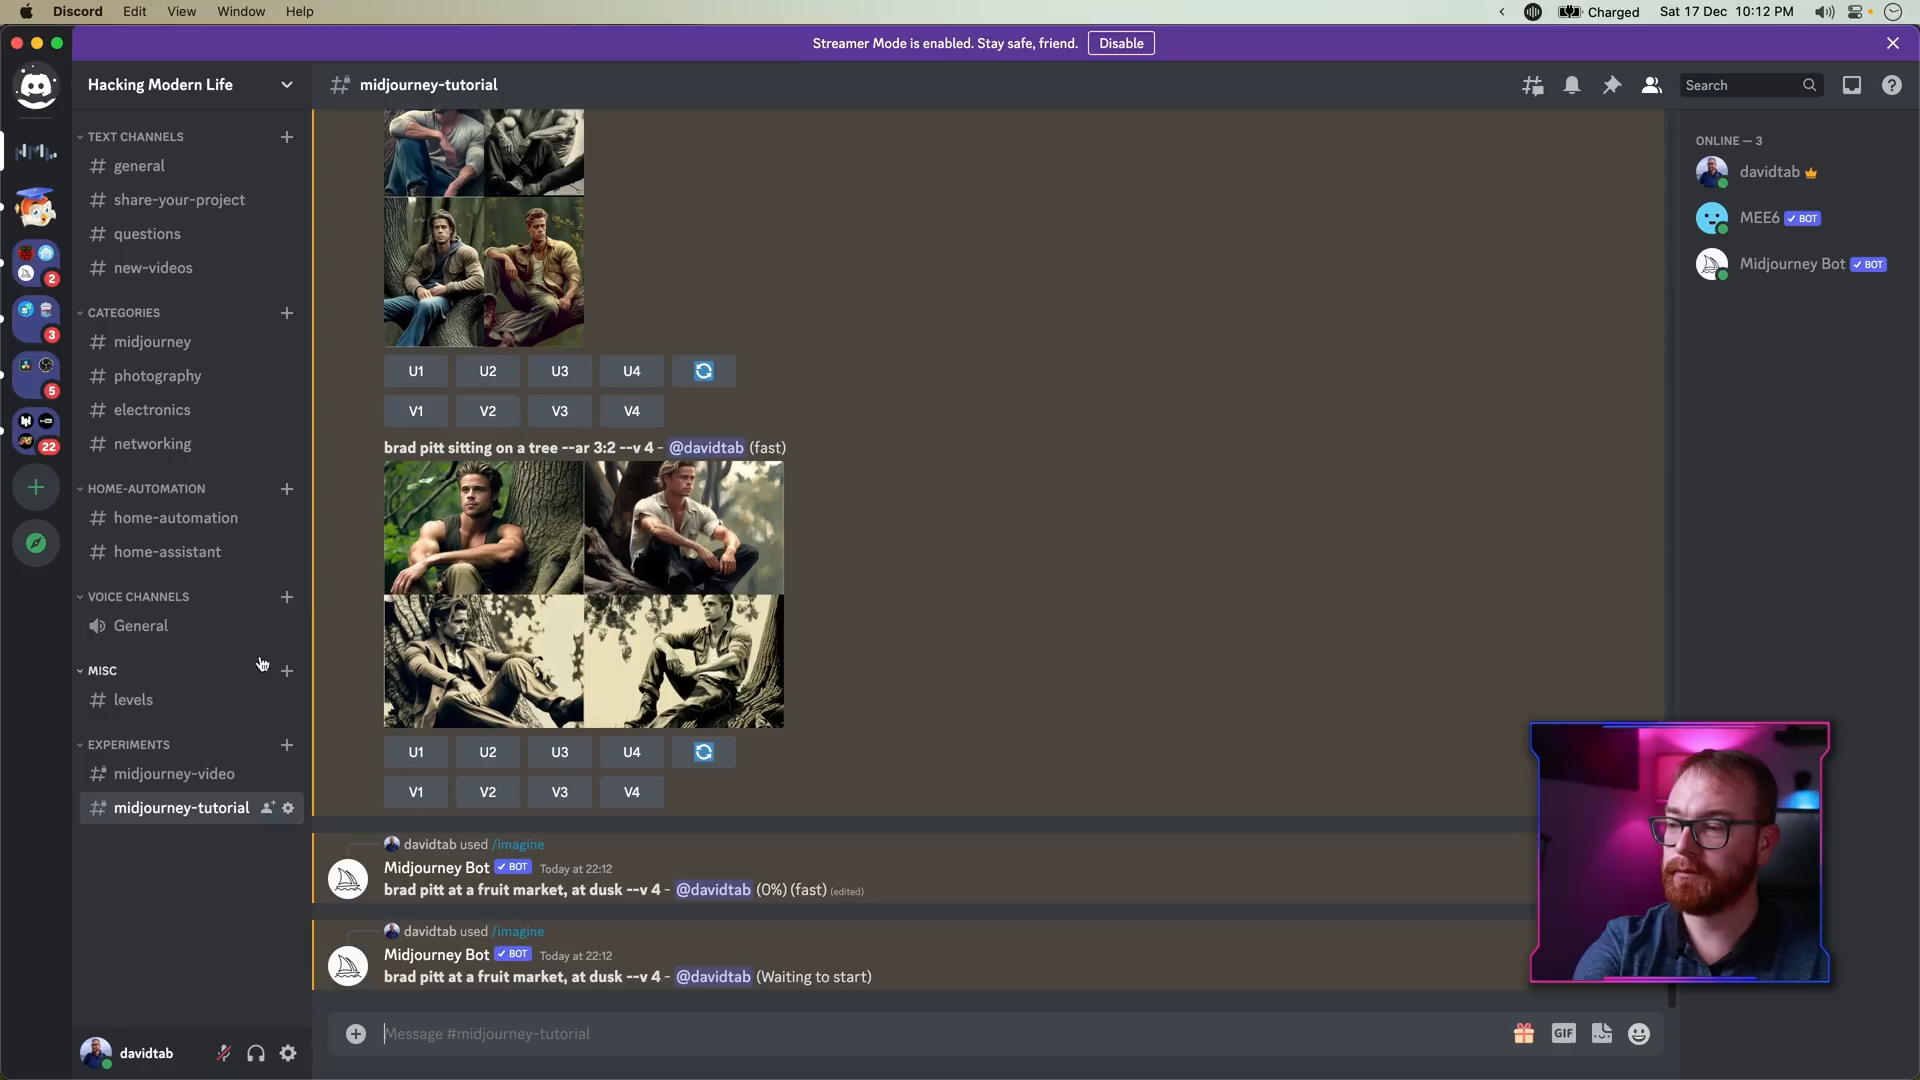 Discord Edit View Window Help
Charged Sat 17 Dec 10:12 PM
Streamer Mode is enabled. Stay safe, friend. Disable
Hacking Modern Life
midjourney-tutorial
Search
TEXT CHANNELS
general
share-your-project
questions
new-videos
CATEGORIES
midjourney
photography
electronics
networking
HOME-AUTOMATION
home-automation
home-assistant
VOICE CHANNELS
General
MISC
levels
EXPERIMENTS
midjourney-video
midjourney-tutorial
2
3
5
22
davidtab
U1 U2 U3 U4
V1 V2 V3 V4
brad pitt sitting on a tree --ar 3:2 --v 4 - @davidtab (fast)
U1 U2 U3 U4
V1 V2 V3 V4
davidtab used /imagine
Midjourney Bot ✓ BOT Today at 22:12
brad pitt at a fruit market, at dusk --v 4 - @davidtab (0%) (fast) (edited)
davidtab used /imagine
Midjourney Bot ✓ BOT Today at 22:12
brad pitt at a fruit market, at dusk --v 4 - @davidtab (Waiting to start)
Message #midjourney-tutorial
GIF
ONLINE — 3
davidtab
MEE6 ✓ BOT
Midjourney Bot ✓ BOT